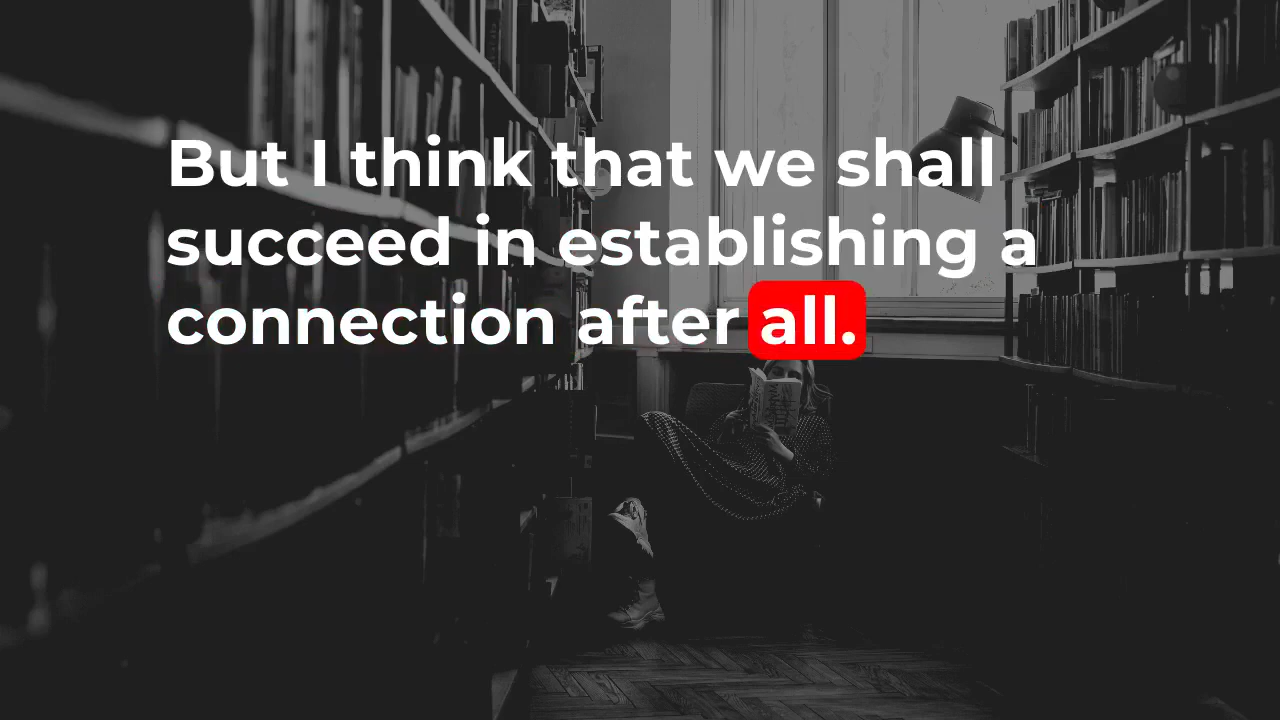 But I think that we shall
succeed in establishing a
connection after all.